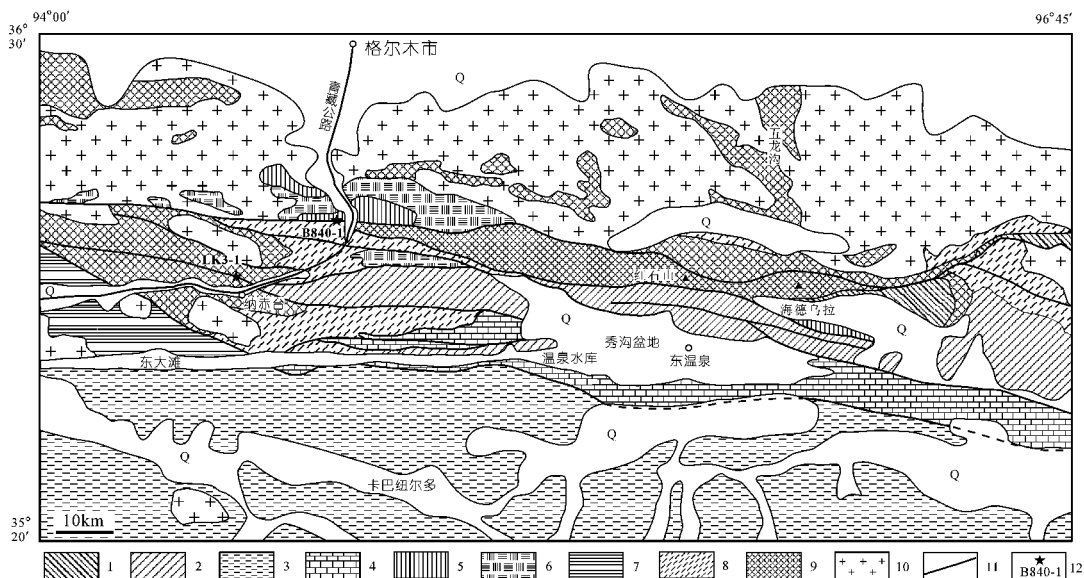 94°00′
96°45′
36°
30′
格尔木市
Q
青藏公路
五龙沟
B840-1
Q
LK3-1
Q
红石山
纳赤台
海德乌拉
Q
Q
秀沟盆地
东大滩
温泉水库
东温泉
Q
Q
Q
卡巴纽尔多
35°
20′
10km
1 2 3 4 5 6 7 8 9 10 11 B840-1 12